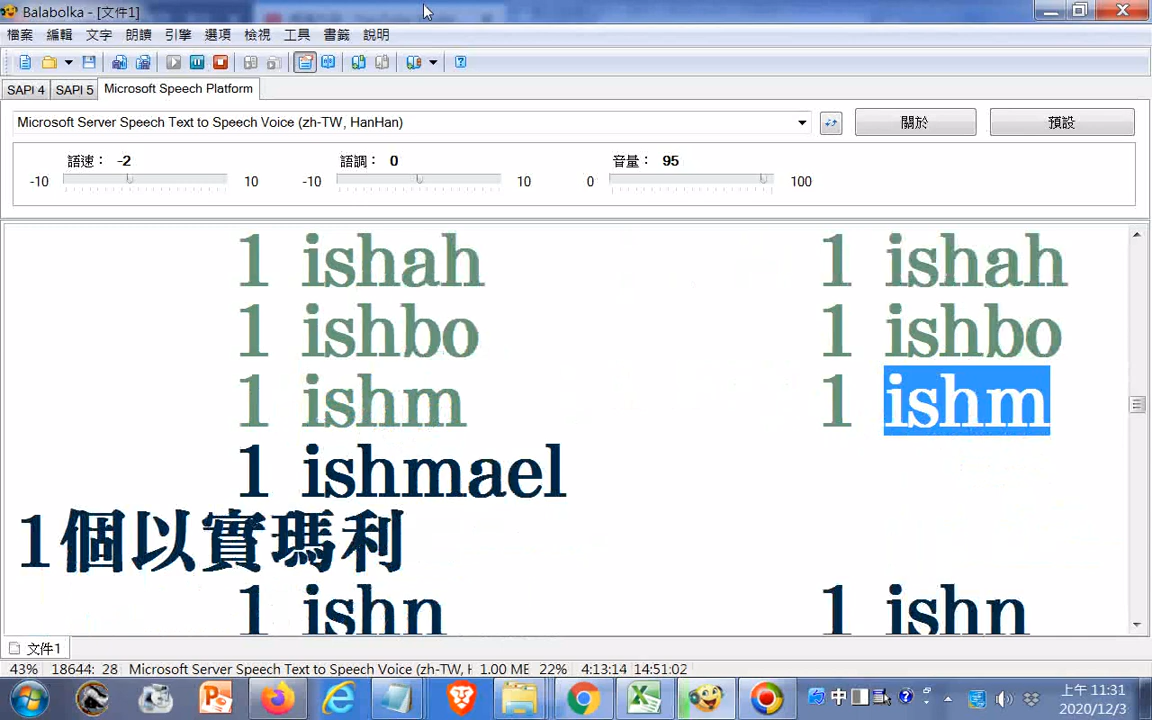 Balabolka - [文件1]
檔案 編輯 文字 朗讀 引擎 選項 檢視 工具 書籤 說明
SAPI 4 SAPI 5 Microsoft Speech Platform
Microsoft Server Speech Text to Speech Voice (zh-TW, HanHan) 關於 預設
語速： -2 語調： 0 音量： 95
-10 10 -10 10 0 100
1 ishah 1 ishah
1 ishbo 1 ishbo
1 ishm 1 ishm
1 ishmael
1個以實瑪利
1 ishn 1 ishn
文件1
43% 18644: 28 Microsoft Server Speech Text to Speech Voice (zh-TW, H 1.00 ME 22% 4:13:14 14:51:02
中 上午 11:31
2020/12/3